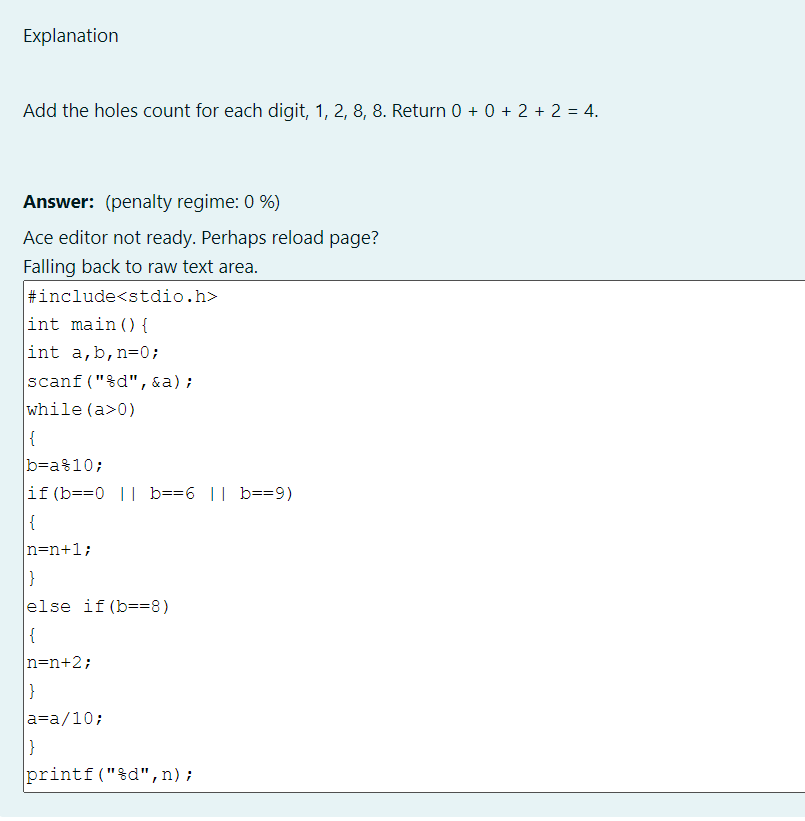 Explanation
Add the holes count for each digit, 1, 2, 8, 8. Return 0 + 0 + 2 + 2 = 4.
Answer: (penalty regime: 0 %)
Ace editor not ready. Perhaps reload page?
Falling back to raw text area.
#include<stdio.h>
int main(){
int a,b,n=0;
scanf("%d",&a);
while(a>0)
{
b=a%10;
if(b==0 || b==6 || b==9)
{
n=n+1;
}
else if(b==8)
{
n=n+2;
}
a=a/10;
}
printf("%d",n);